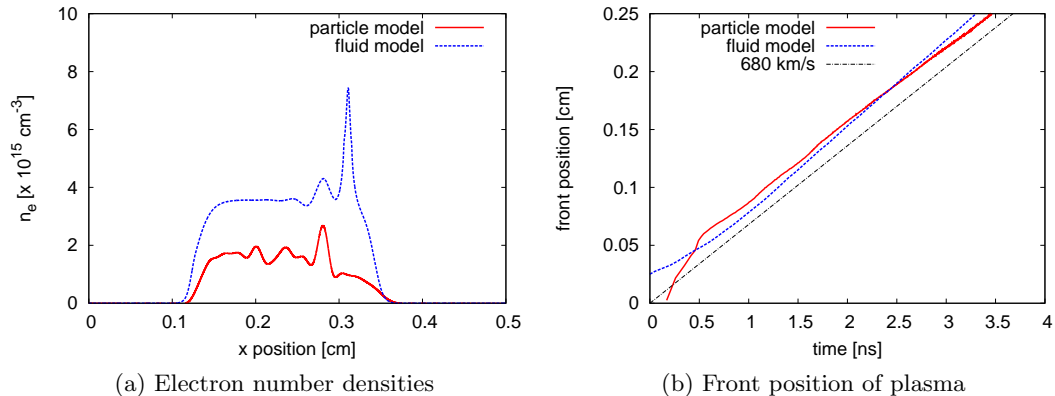 particle model
fluid model
10
8
6
4
2
0
n_e [x 10^15 cm^-3]
0 0.1 0.2 0.3 0.4 0.5
x position [cm]
(a) Electron number densities
particle model
fluid model
680 km/s
0.25
0.2
0.15
0.1
0.05
0
front position [cm]
0 0.5 1 1.5 2 2.5 3 3.5 4
time [ns]
(b) Front position of plasma